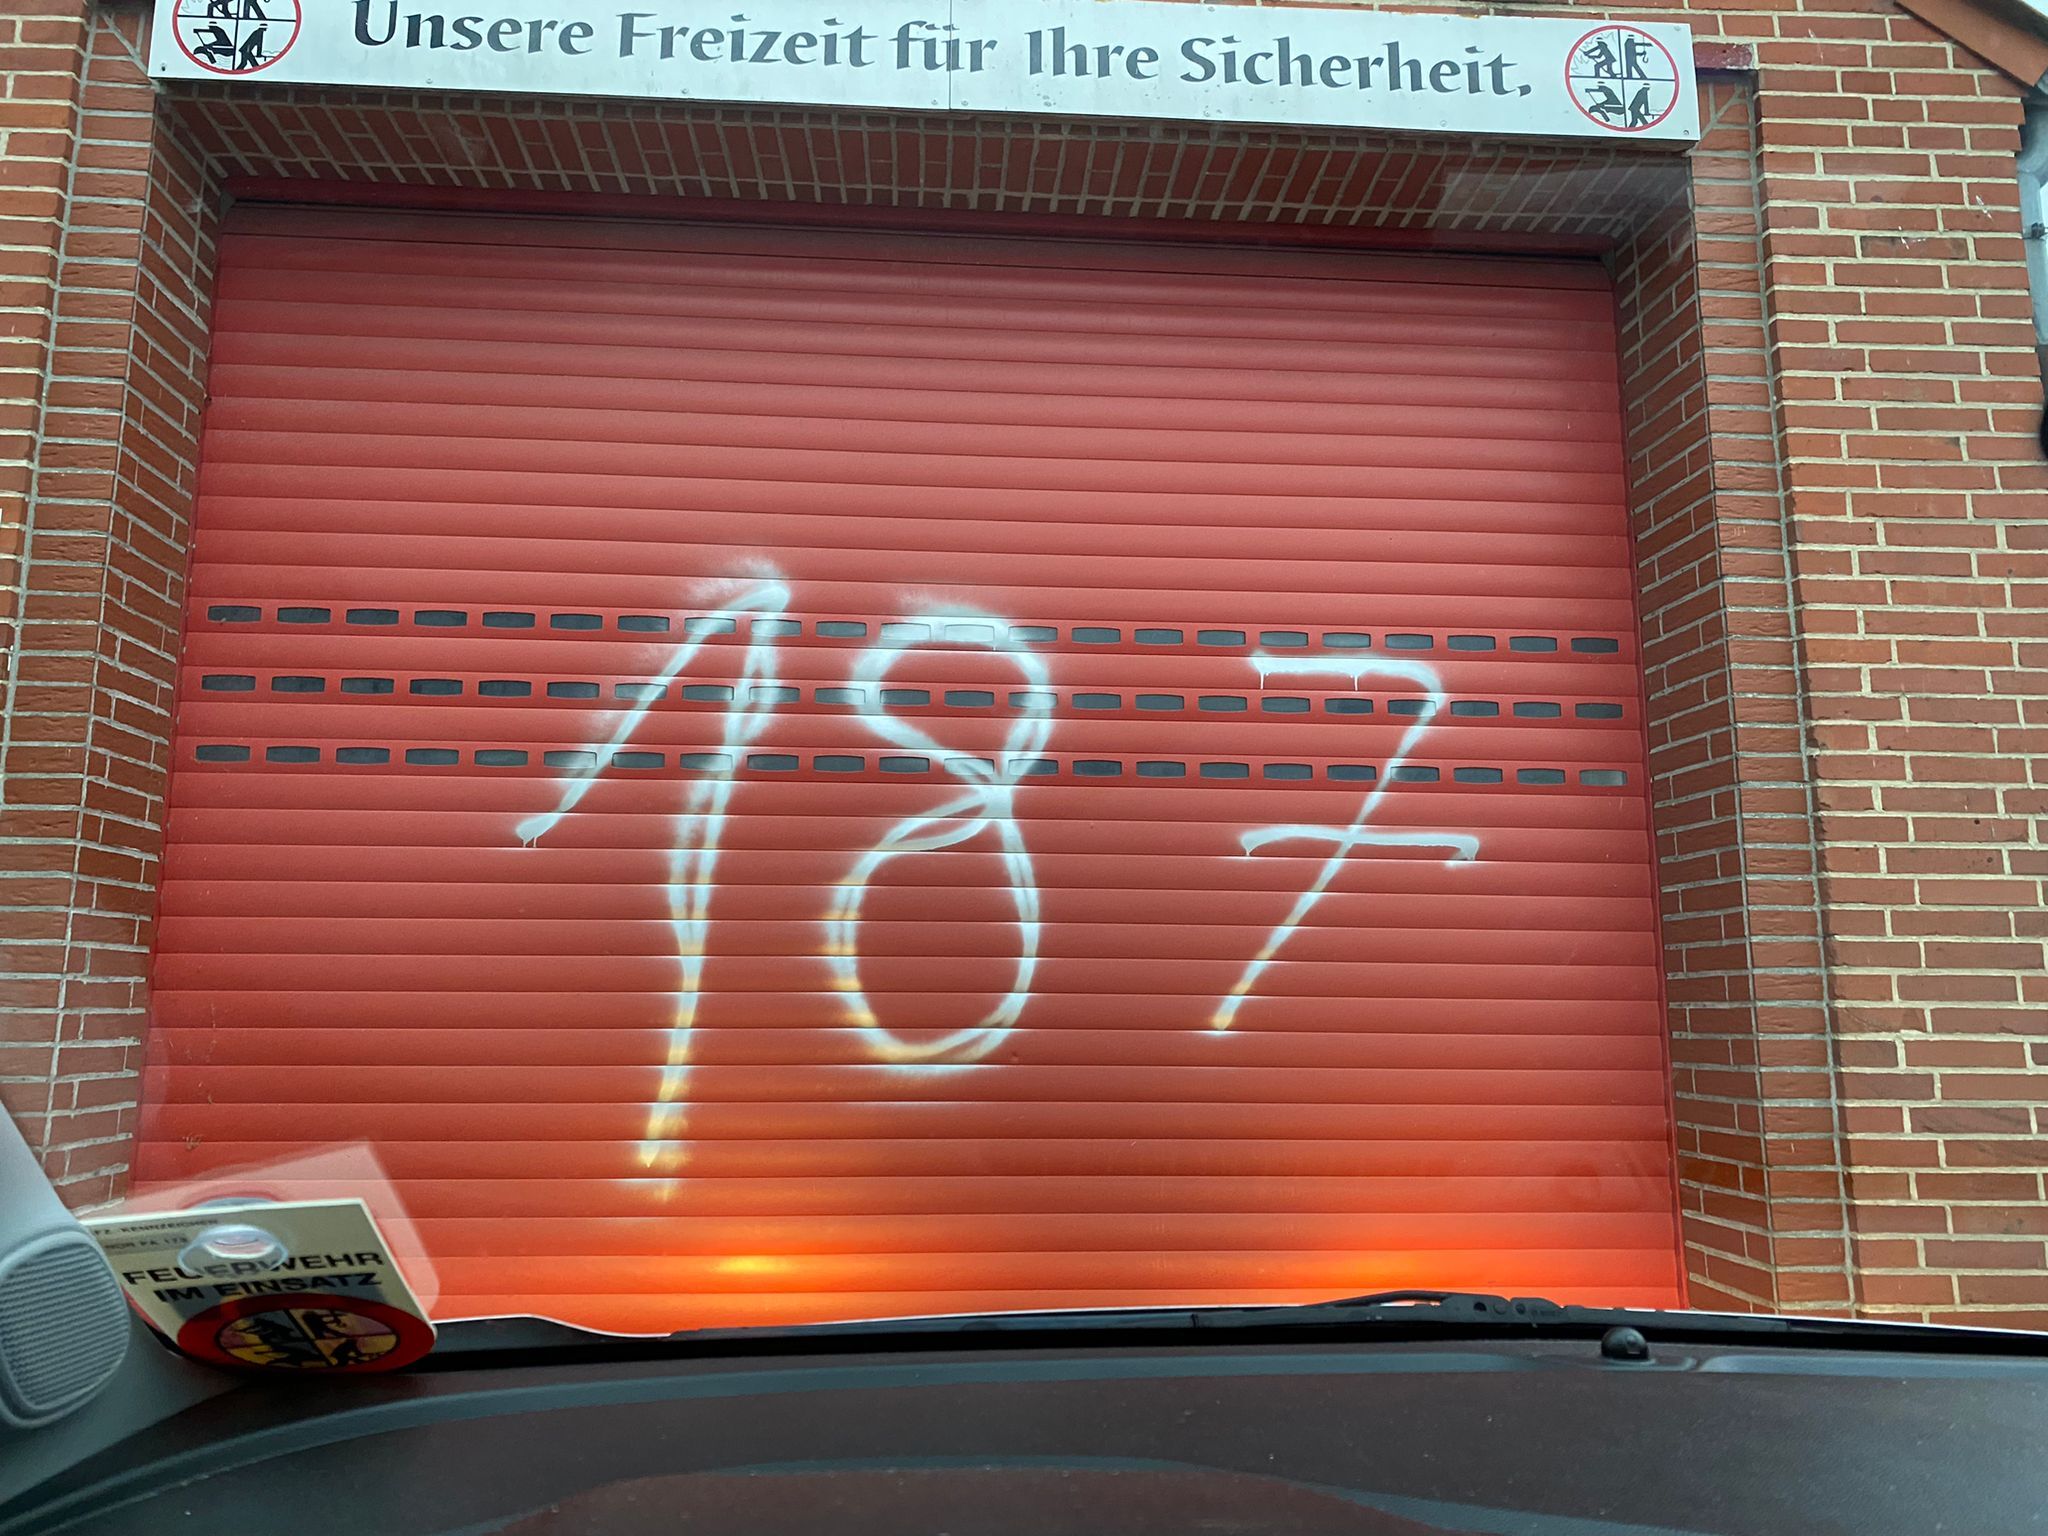 Unsere Freizeit für Ihre Sicherheit.
187
FEUERWEHR
IM EINSATZ